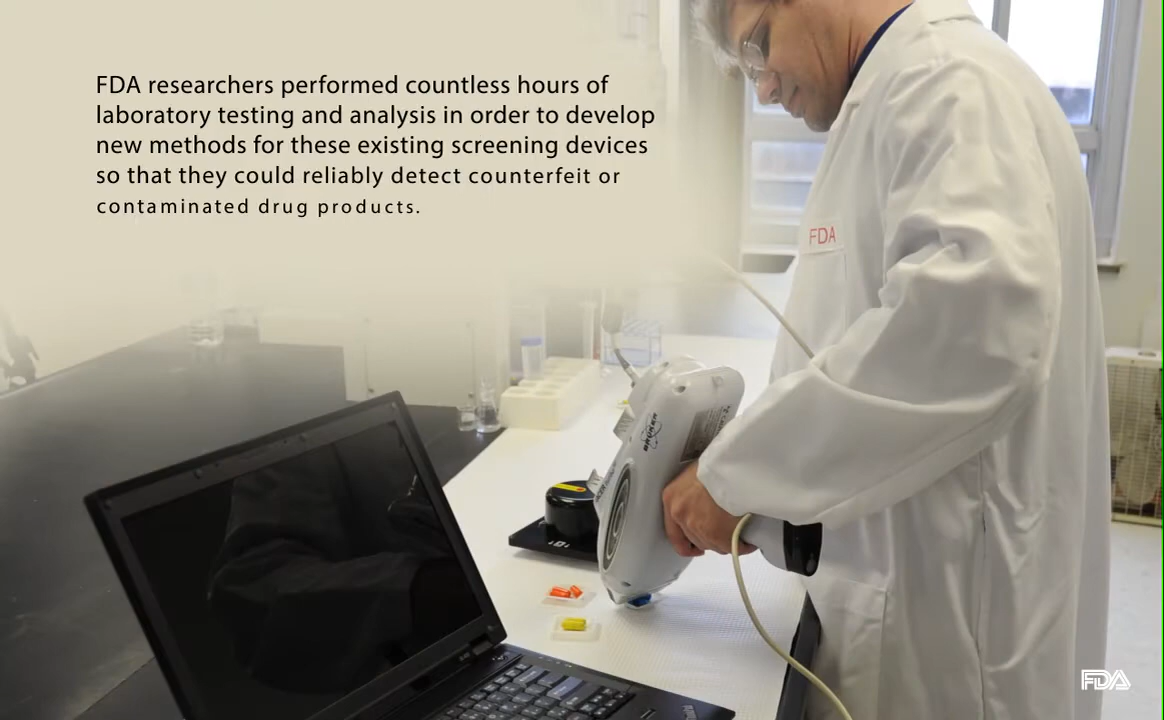 FDA researchers performed countless hours of
laboratory testing and analysis in order to develop
new methods for these existing screening devices
so that they could reliably detect counterfeit or
contaminated drug products.
FDA
BRUKER
FDA